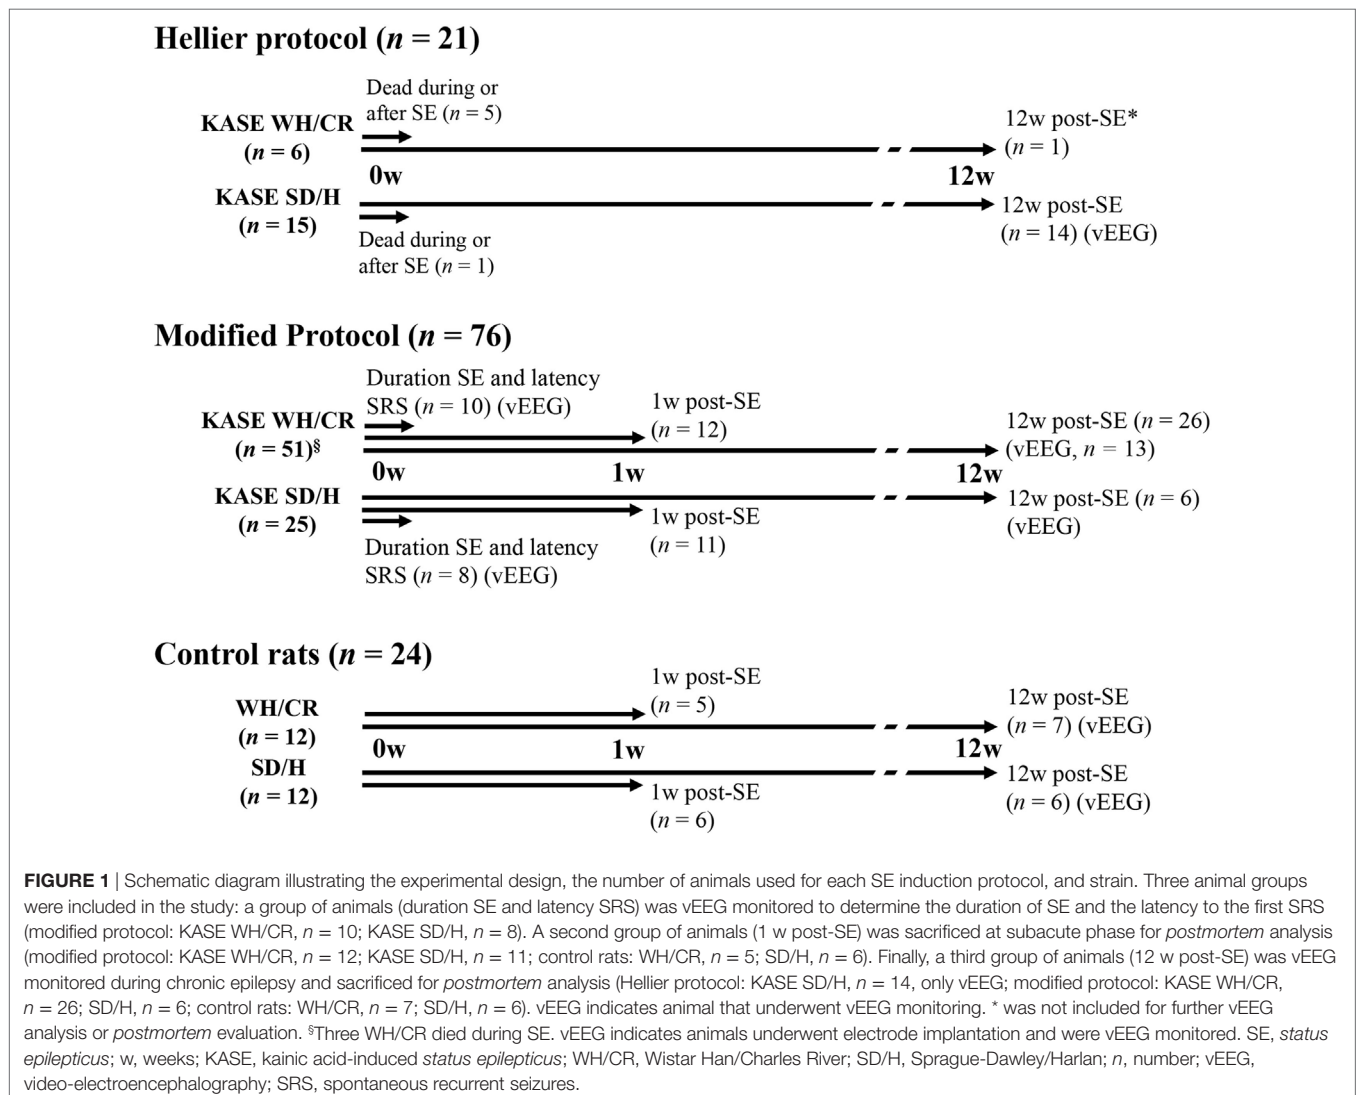 Hellier protocol (n = 21)
Dead during or
after SE (n = 5)
KASE WH/CR
(n = 6)
12w post-SE*
(n = 1)
0w
12w
KASE SD/H
(n = 15)
12w post-SE
(n = 14) (vEEG)
Dead during or
after SE (n = 1)
Modified Protocol (n = 76)
Duration SE and latency
SRS (n = 10) (vEEG)
1w post-SE
(n = 12)
KASE WH/CR
(n = 51)§
12w post-SE (n = 26)
(vEEG, n = 13)
0w
1w
12w
KASE SD/H
(n = 25)
12w post-SE (n = 6)
(vEEG)
1w post-SE
(n = 11)
Duration SE and latency
SRS (n = 8) (vEEG)
Control rats (n = 24)
1w post-SE
(n = 5)
WH/CR
(n = 12)
12w post-SE
(n = 7) (vEEG)
0w
1w
12w
SD/H
(n = 12)
12w post-SE
(n = 6) (vEEG)
1w post-SE
(n = 6)
FIGURE 1 | Schematic diagram illustrating the experimental design, the number of animals used for each SE induction protocol, and strain. Three animal groups
were included in the study: a group of animals (duration SE and latency SRS) was vEEG monitored to determine the duration of SE and the latency to the first SRS
(modified protocol: KASE WH/CR, n = 10; KASE SD/H, n = 8). A second group of animals (1 w post-SE) was sacrificed at subacute phase for postmortem analysis
(modified protocol: KASE WH/CR, n = 12; KASE SD/H, n = 11; control rats: WH/CR, n = 5; SD/H, n = 6). Finally, a third group of animals (12 w post-SE) was vEEG
monitored during chronic epilepsy and sacrificed for postmortem analysis (Hellier protocol: KASE SD/H, n = 14, only vEEG; modified protocol: KASE WH/CR,
n = 26; SD/H, n = 6; control rats: WH/CR, n = 7; SD/H, n = 6). vEEG indicates animal that underwent vEEG monitoring. * was not included for further vEEG
analysis or postmortem evaluation. §Three WH/CR died during SE. vEEG indicates animals underwent electrode implantation and were vEEG monitored. SE, status
epilepticus; w, weeks; KASE, kainic acid-induced status epilepticus; WH/CR, Wistar Han/Charles River; SD/H, Sprague-Dawley/Harlan; n, number; vEEG,
video-electroencephalography; SRS, spontaneous recurrent seizures.